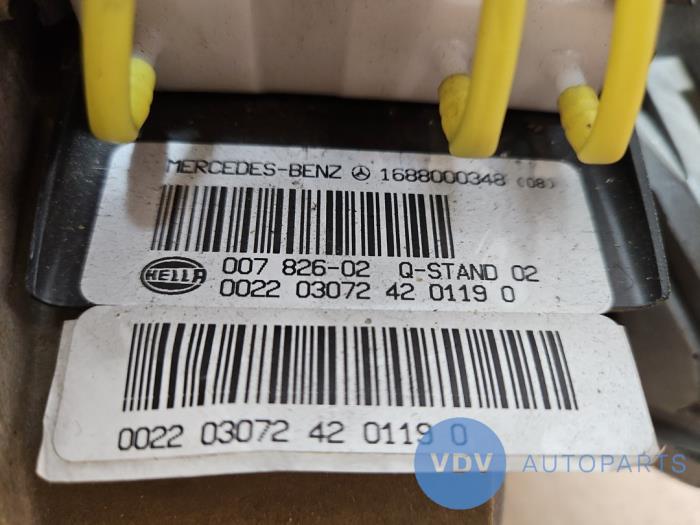 MERCEDES-BENZ 1688000348 (08)
HELLA
007 826-02 Q-STAND 02
0022 03072 42 0119 0
0022 03072 42 0119 0
VDV AUTOPARTS